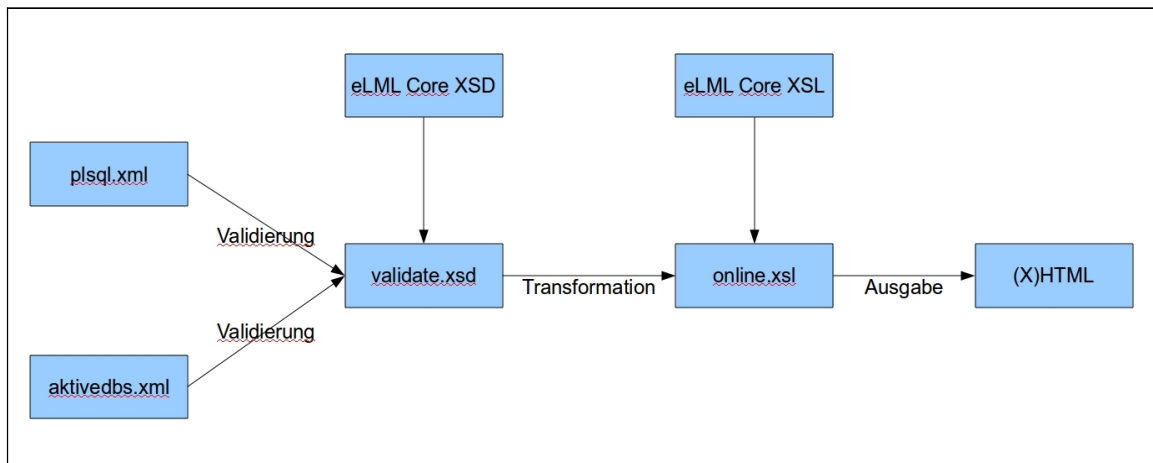 eLML Core XSD
eLML Core XSL
plsql.xml
Validierung
validate.xsd
Transformation
online.xsl
Ausgabe
(X)HTML
Validierung
aktivedbs.xml